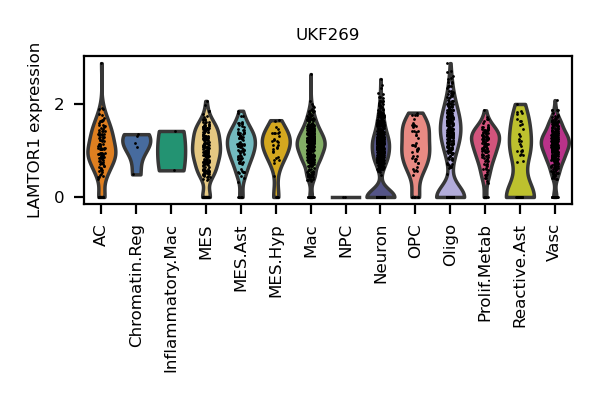 UKF269
LAMTOR1 expression
2
0
AC
Chromatin.Reg
Inflammatory.Mac
MES
MES.Ast
MES.Hyp
Mac
NPC
Neuron
OPC
Oligo
Prolif.Metab
Reactive.Ast
Vasc